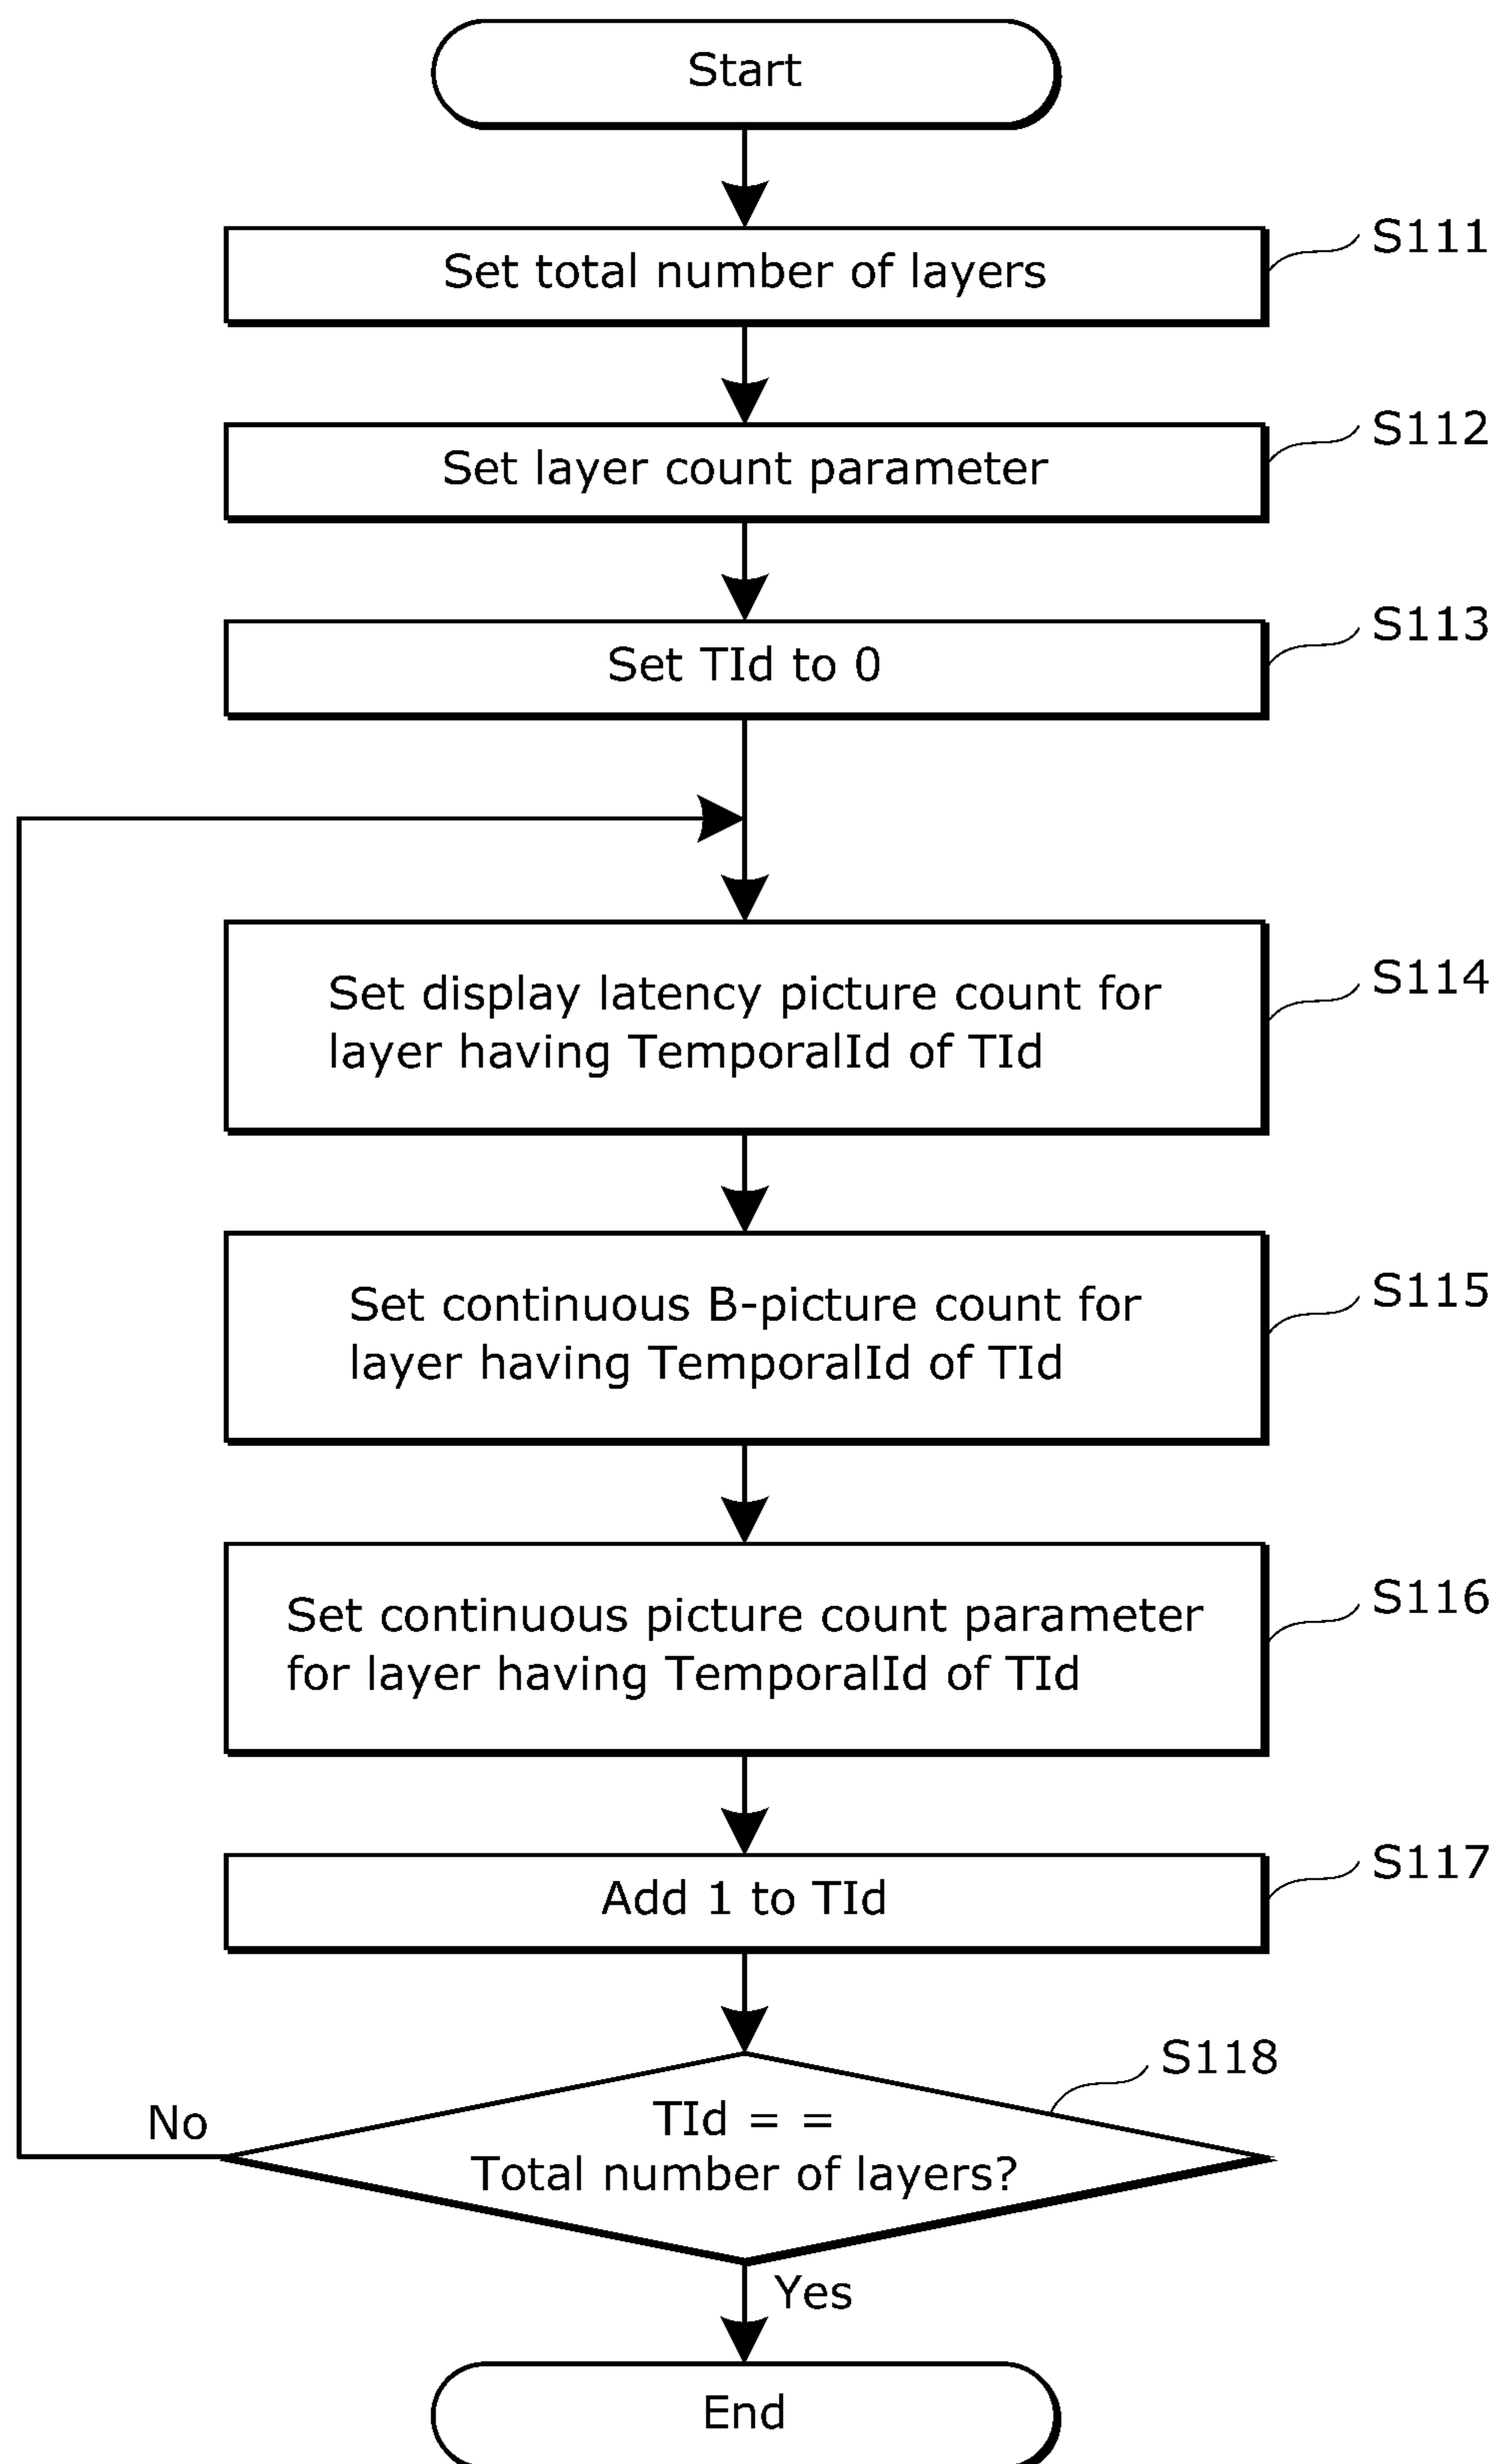 Start
Set total number of layers
S111
Set layer count parameter
S112
Set TId to 0
S113
Set display latency picture count for
layer having TemporalId of TId
S114
Set continuous B-picture count for
layer having TemporalId of TId
S115
Set continuous picture count parameter
for layer having TemporalId of TId
S116
Add 1 to TId
S117
TId = =
Total number of layers?
S118
No
Yes
End